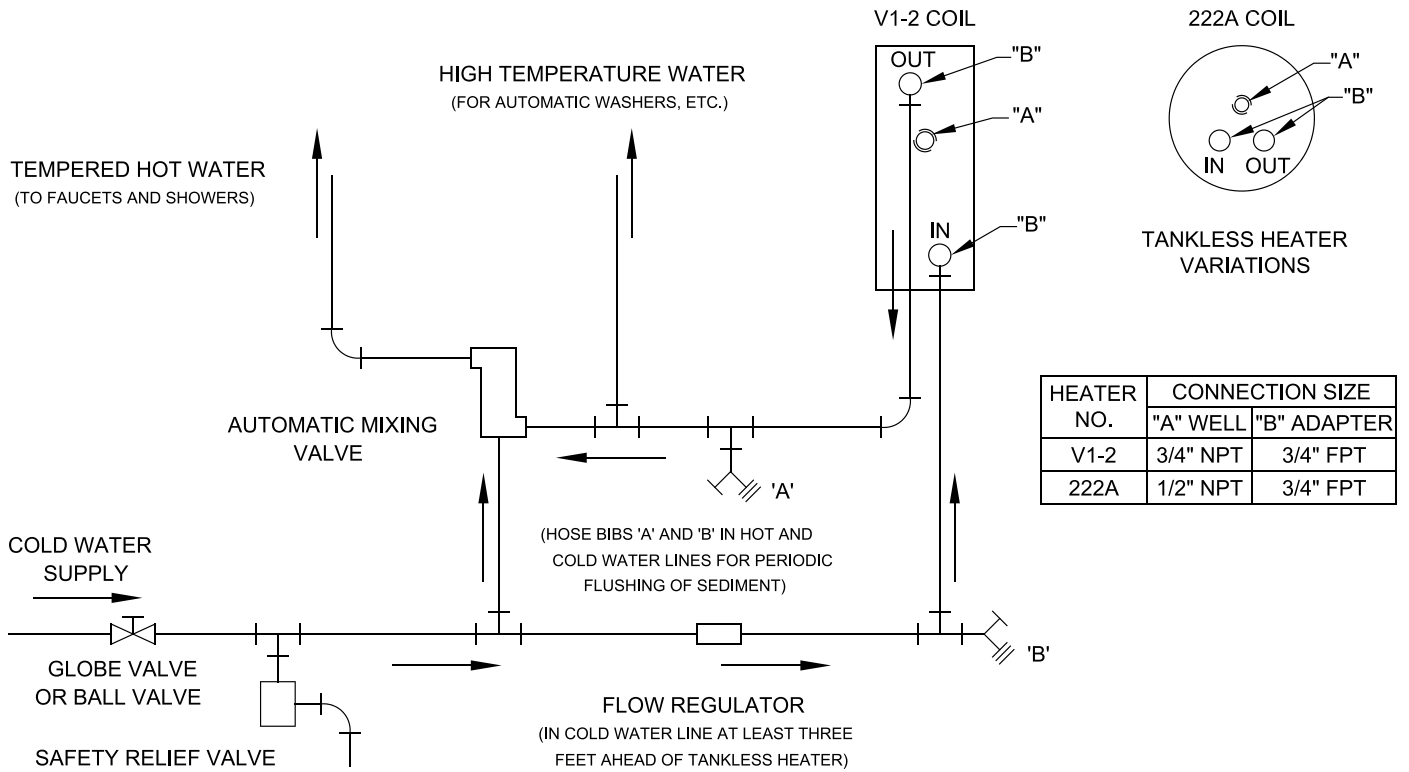 V1-2 COIL
OUT
"B"
"A"
IN
"B"
222A COIL
"A"
"B"
IN OUT
TANKLESS HEATER
VARIATIONS
HIGH TEMPERATURE WATER
(FOR AUTOMATIC WASHERS, ETC.)
TEMPERED HOT WATER
(TO FAUCETS AND SHOWERS)
AUTOMATIC MIXING
VALVE
'A'
HEATER NO. CONNECTION SIZE
"A" WELL "B" ADAPTER
V1-2 3/4" NPT 3/4" FPT
222A 1/2" NPT 3/4" FPT
(HOSE BIBS 'A' AND 'B' IN HOT AND
COLD WATER LINES FOR PERIODIC
FLUSHING OF SEDIMENT)
COLD WATER
SUPPLY
GLOBE VALVE
OR BALL VALVE
SAFETY RELIEF VALVE
'B'
FLOW REGULATOR
(IN COLD WATER LINE AT LEAST THREE
FEET AHEAD OF TANKLESS HEATER)